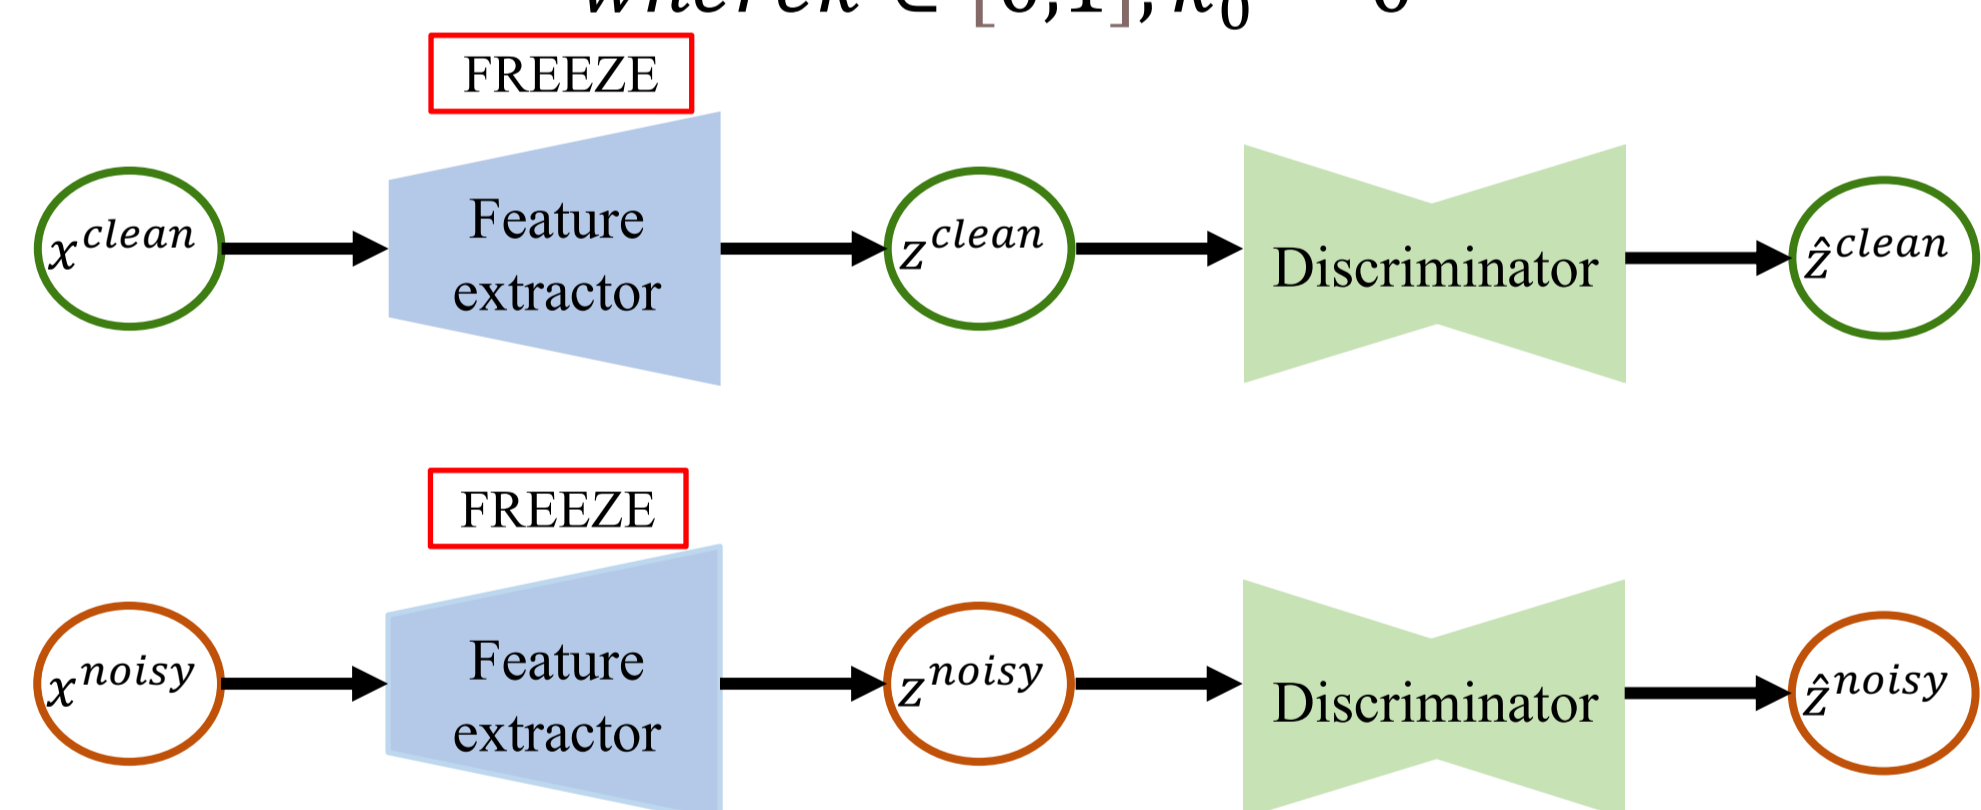 FREEZE
x^clean
Feature
extractor
z^clean
Discriminator
ẑ^clean
FREEZE
x^noisy
Feature
extractor
z^noisy
Discriminator
ẑ^noisy